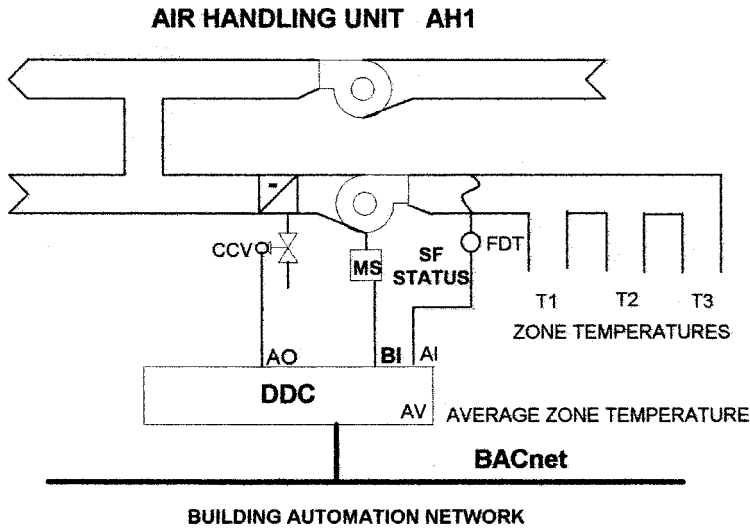 AIR HANDLING UNIT AH1
-
CCV
MS
SF
STATUS
FDT
T1 T2 T3
ZONE TEMPERATURES
AO
BI
AI
DDC
AV
AVERAGE ZONE TEMPERATURE
BACnet
BUILDING AUTOMATION NETWORK